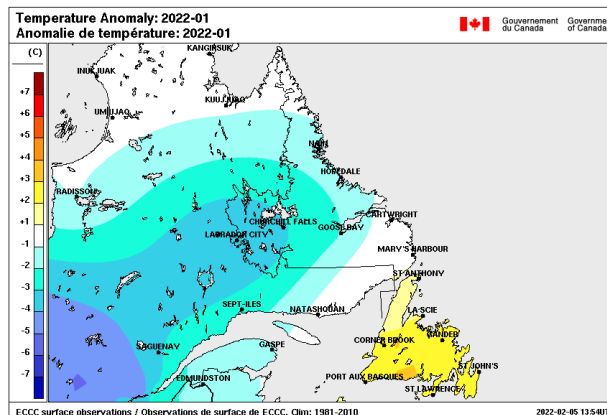 Temperature Anomaly: 2022-01
Anomalie de température: 2022-01
Gouvernement du Canada
Governme of Canada
(C)
+7
+6
+5
+4
+3
+2
+1
-1
-2
-3
-4
-5
-6
-7
KANGIRSUK
INUKJUAK
KUUJJUAQ
UMIUJAQ
NAIN
HOPEDALE
RADISSON
CARTWRIGHT
CHURCHILL FALLS
LABRADOR CITY
GOOSE BAY
MARY'S HARBOUR
ST ANTHONY
SEPT-ILES
NATASHQUAN
LA SCIE
GANDER
CORNER BROOK
SAGUENAY
GASPE
ST JOHN'S
EDMUNDSTON
PORT AUX BASQUES
ST LAWRENCE
ECCC surface observations / Observations de surface de ECCC. Clim: 1981-2010
2022-02-05 13:54U